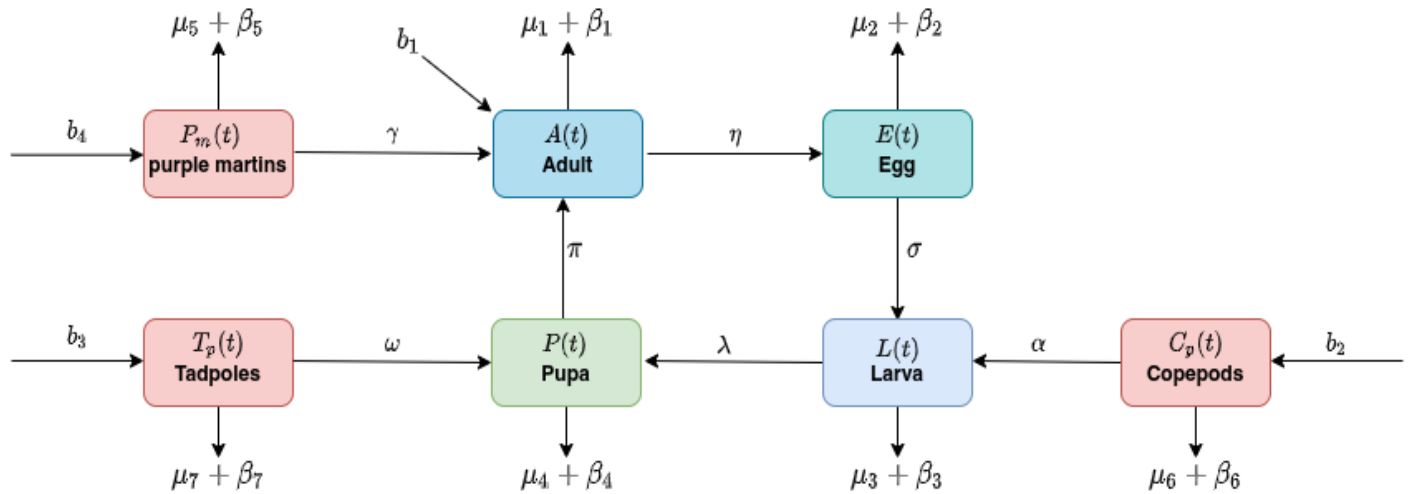 μ₅ + β₅
b₁
μ₁ + β₁
μ₂ + β₂
b₄
Pₘ(t)
purple martins
γ
A(t)
Adult
η
E(t)
Egg
π
σ
b₃
Tₚ(t)
Tadpoles
ω
P(t)
Pupa
λ
L(t)
Larva
α
Cₚ(t)
Copepods
b₂
μ₇ + β₇
μ₄ + β₄
μ₃ + β₃
μ₆ + β₆